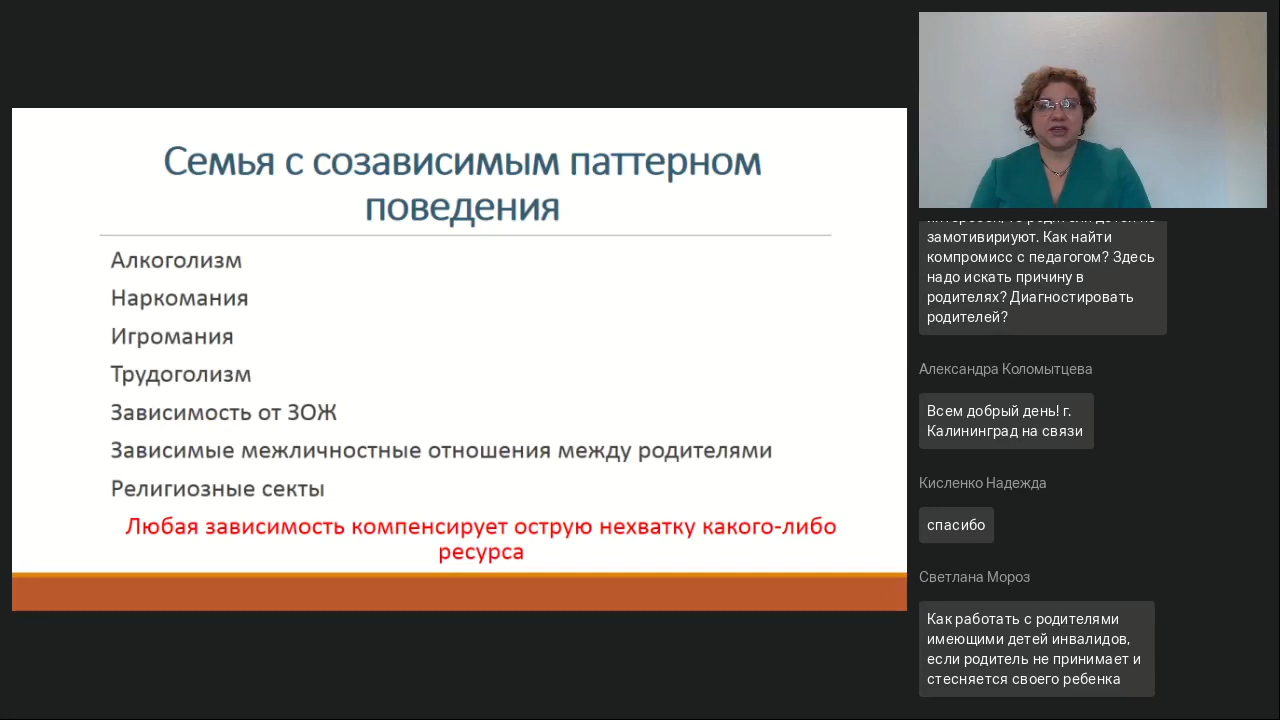 Семья с созависимым паттерном
поведения
Алкоголизм
Наркомания
Игромания
Трудоголизм
Зависимость от ЗОЖ
Зависимые межличностные отношения между родителями
Религиозные секты
Любая зависимость компенсирует острую нехватку какого-либо
ресурса
замотивириуют. Как найти
компромисс с педагогом? Здесь
надо искать причину в
родителях? Диагностировать
родителей?
Александра Коломытцева
Всем добрый день! г.
Калининград на связи
Кисленко Надежда
спасибо
Светлана Мороз
Как работать с родителями
имеющими детей инвалидов,
если родитель не принимает и
стесняется своего ребенка